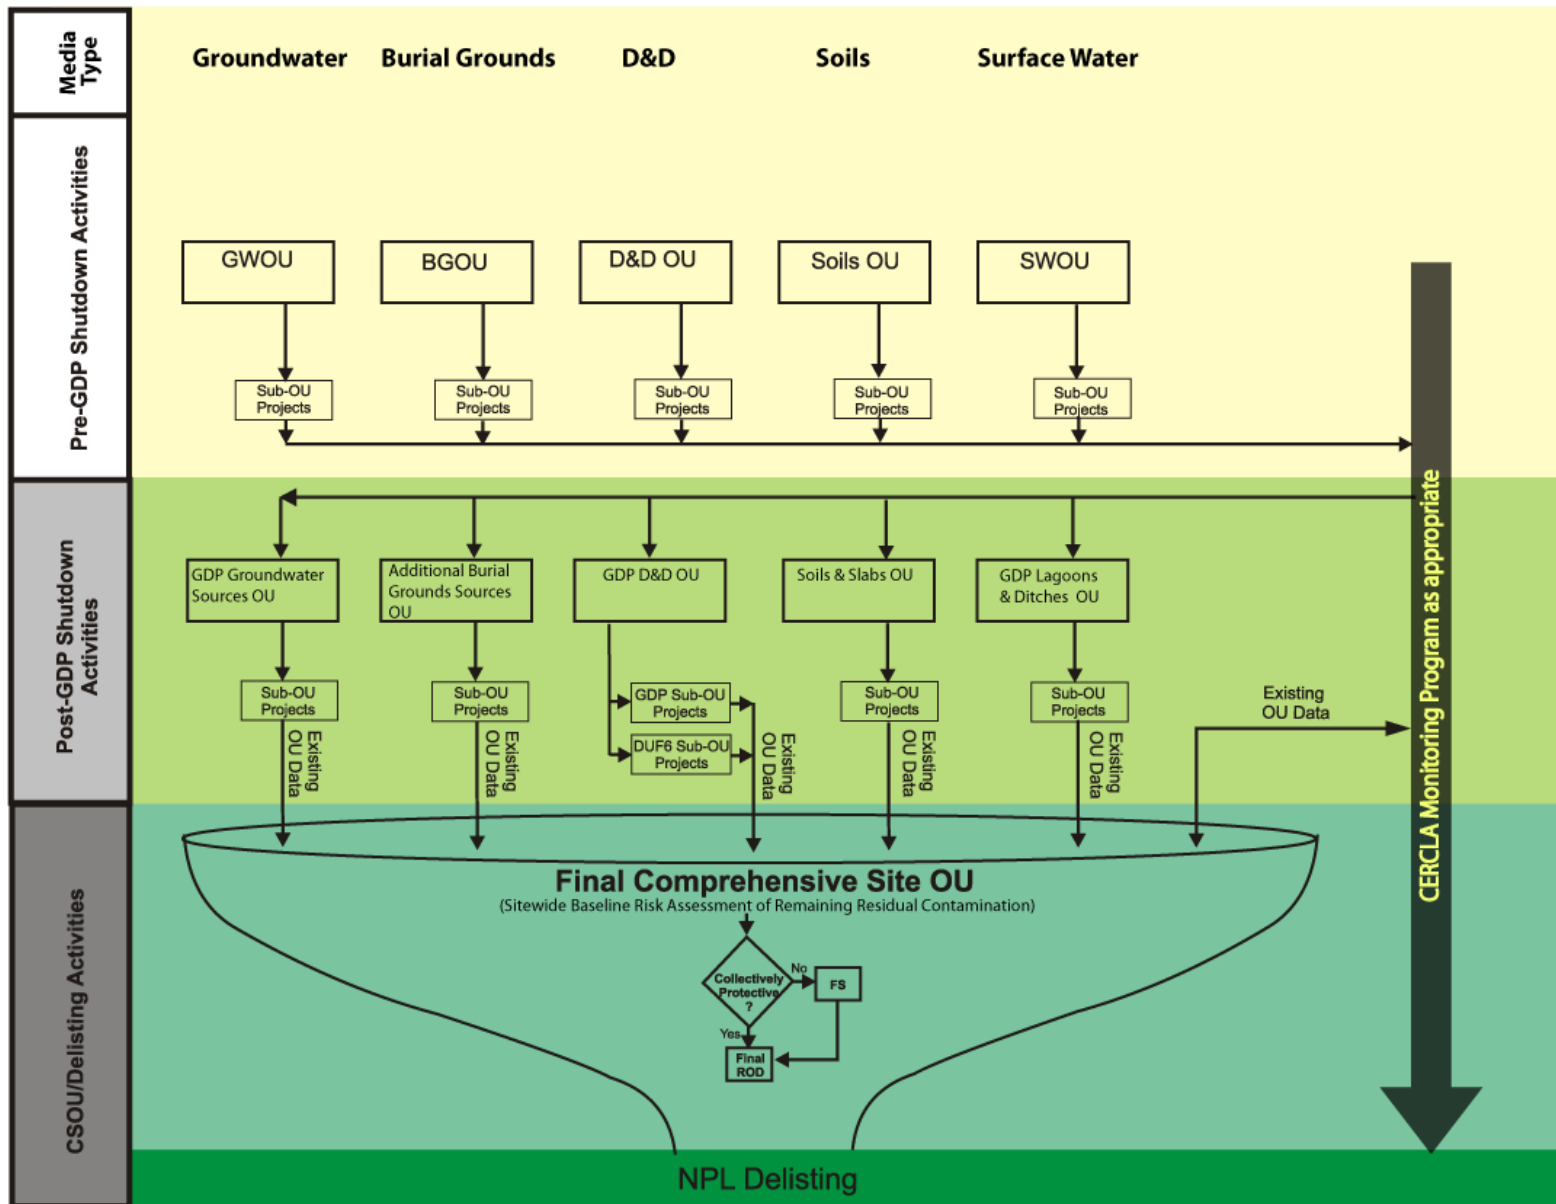 Media
Type
Groundwater
Burial Grounds
D&D
Soils
Surface Water
Pre-GDP Shutdown Activities
GWOU
BGOU
D&D OU
Soils OU
SWOU
Sub-OU
Projects
Sub-OU
Projects
Sub-OU
Projects
Sub-OU
Projects
Sub-OU
Projects
CERCLA Monitoring Program as appropriate
Post-GDP Shutdown
Activities
GDP Groundwater
Sources OU
Additional Burial
Grounds Sources
OU
GDP D&D OU
Soils & Slabs OU
GDP Lagoons
& Ditches OU
Sub-OU
Projects
Sub-OU
Projects
GDP Sub-OU
Projects
DUF6 Sub-OU
Projects
Sub-OU
Projects
Sub-OU
Projects
Existing
OU Data
Existing
OU Data
Existing
OU Data
Existing
OU Data
Existing
OU Data
Existing
OU Data
CSOU/Delisting Activities
Final Comprehensive Site OU
(Sitewide Baseline Risk Assessment of Remaining Residual Contamination)
Collectively
Protective
?
No
FS
Yes
Final
ROD
NPL Delisting